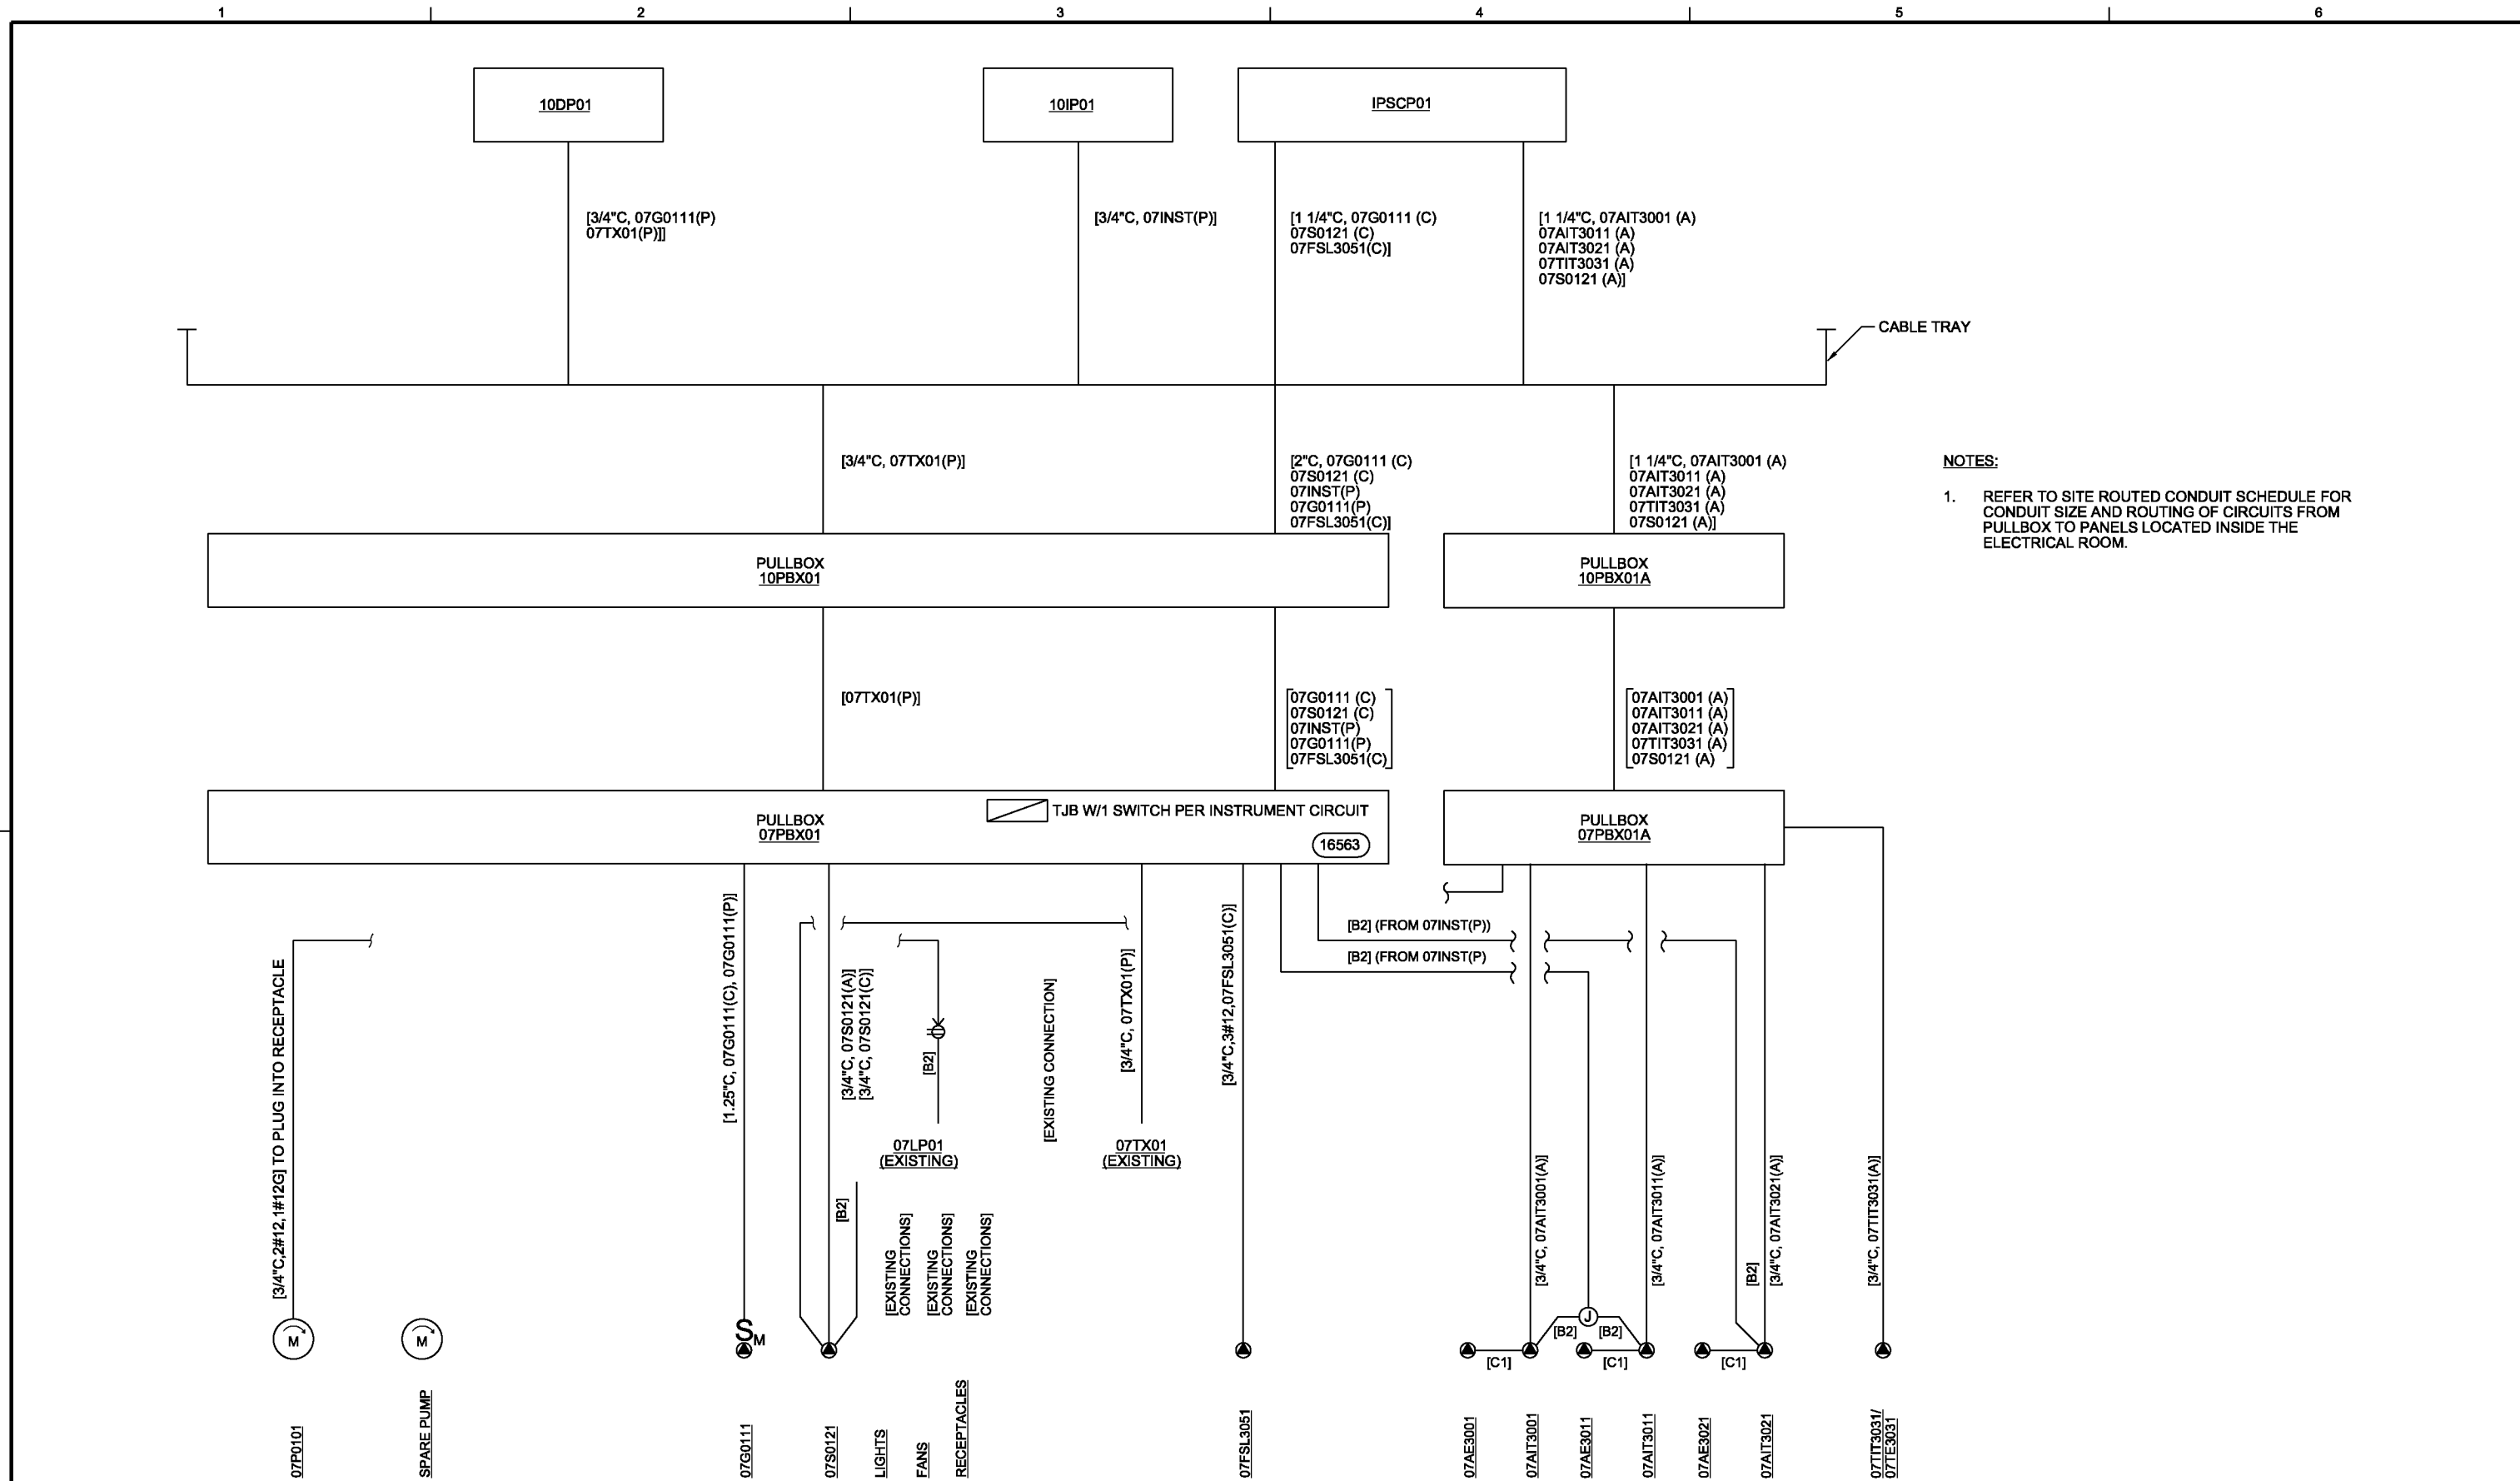 1
2
3
4
5
6
10DP01
10IP01
IPSCP01
[3/4"C, 07G0111(P)
07TX01(P)]]
[3/4"C, 07INST(P)]
[1 1/4"C, 07G0111 (C)
07S0121 (C)
07FSL3051(C)]
[1 1/4"C, 07AIT3001 (A)
07AIT3011 (A)
07AIT3021 (A)
07TIT3031 (A)
07S0121 (A)]
CABLE TRAY
[3/4"C, 07TX01(P)]
[2"C, 07G0111 (C)
07S0121 (C)
07INST(P)
07G0111(P)
07FSL3051(C)]
[1 1/4"C, 07AIT3001 (A)
07AIT3011 (A)
07AIT3021 (A)
07TIT3031 (A)
07S0121 (A)]
NOTES:
1. REFER TO SITE ROUTED CONDUIT SCHEDULE FOR
CONDUIT SIZE AND ROUTING OF CIRCUITS FROM
PULLBOX TO PANELS LOCATED INSIDE THE
ELECTRICAL ROOM.
PULLBOX
10PBX01
PULLBOX
10PBX01A
[07TX01(P)]
07G0111 (C)
07S0121 (C)
07INST(P)
07G0111(P)
07FSL3051(C)
07AIT3001 (A)
07AIT3011 (A)
07AIT3021 (A)
07TIT3031 (A)
07S0121 (A)
PULLBOX
07PBX01
TJB W/1 SWITCH PER INSTRUMENT CIRCUIT
16563
PULLBOX
07PBX01A
[3/4"C,2#12,1#12G] TO PLUG INTO RECEPTACLE
[1.25"C, 07G0111(C), 07G0111(P)]
[3/4"C, 07S0121(A)]
[3/4"C, 07S0121(C)]
[B2]
[EXISTING CONNECTION]
[3/4"C, 07TX01(P)]
[3/4"C,3#12,07FSL3051(C)]
[B2] (FROM 07INST(P))
[B2] (FROM 07INST(P)
07LP01
(EXISTING)
07TX01
(EXISTING)
[B2]
[EXISTING
CONNECTIONS]
[EXISTING
CONNECTIONS]
[EXISTING
CONNECTIONS]
[3/4"C, 07AIT3001(A)]
[3/4"C, 07AIT3011(A)]
[B2]
[3/4"C, 07AIT3021(A)]
[3/4"C, 07TIT3031(A)]
M
M
S
M
J
[B2]
[B2]
[C1]
[C1]
[C1]
07P0101
SPARE PUMP
07G0111
07S0121
LIGHTS
FANS
RECEPTACLES
07FSL3051
07AE3001
07AIT3001
07AE3011
07AIT3011
07AE3021
07AIT3021
07TIT3031/
07TE3031